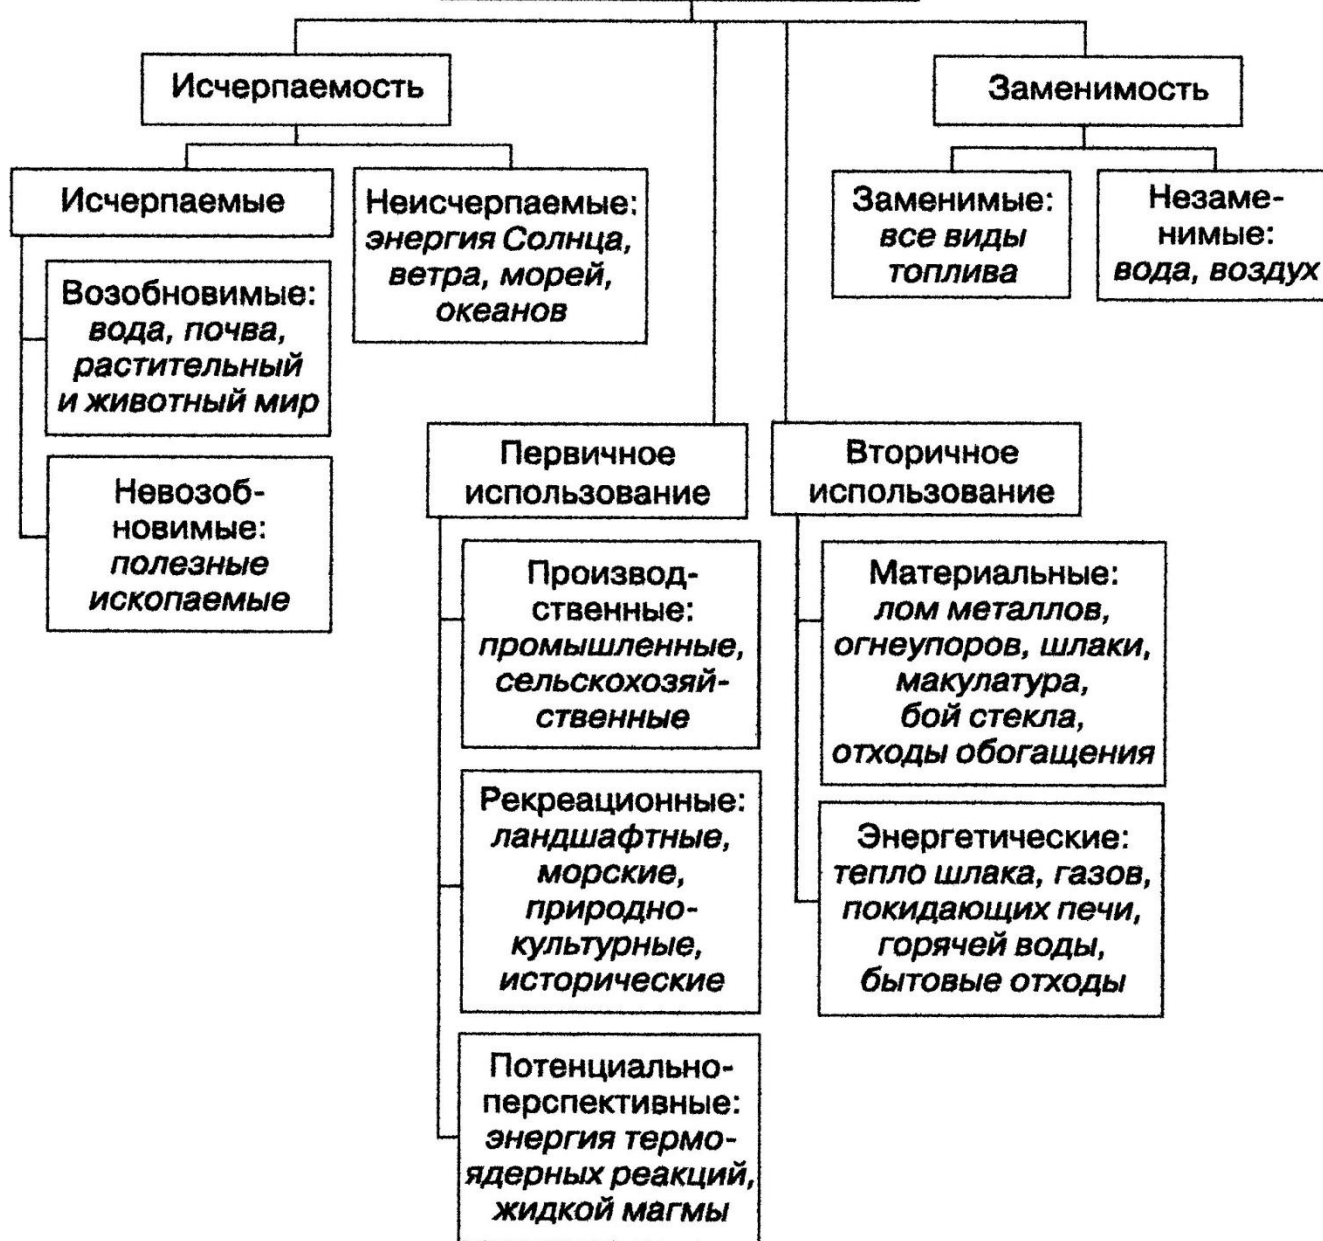 Исчерпаемость
Заменимость
Исчерпаемые
Неисчерпаемые:
энергия Солнца,
ветра, морей,
океанов
Заменимые:
все виды
топлива
Незаме-
нимые:
вода, воздух
Возобновимые:
вода, почва,
растительный
и животный мир
Невозоб-
новимые:
полезные
ископаемые
Первичное
использование
Вторичное
использование
Производ-
ственные:
промышленные,
сельскохозяй-
ственные
Рекреационные:
ландшафтные,
морские,
природно-
культурные,
исторические
Потенциально-
перспективные:
энергия термо-
ядерных реакций,
жидкой магмы
Материальные:
лом металлов,
огнеупоров, шлаки,
макулатура,
бой стекла,
отходы обогащения
Энергетические:
тепло шлака, газов,
покидающих печи,
горячей воды,
бытовые отходы